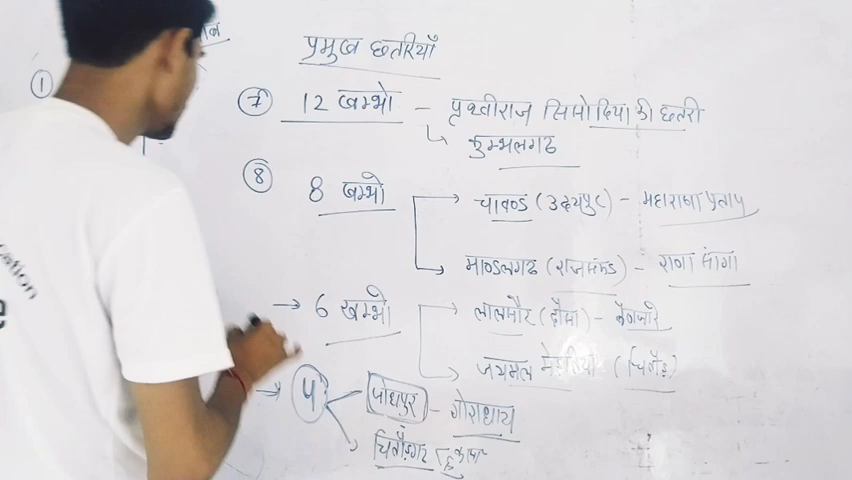 प्रमुख छतरियाँ
① 
⑦ 12 खम्भो - पृथ्वीराज सिसोदिया की छतरी
↳ कुम्भलगढ
⑧ 8 खम्भो
चावण्ड (उदयपुर) - महाराणा प्रताप
माण्डलगढ (राजसमंद) - राणा सांगा
→ 6 खम्भो
लालसौर (दौसा) - बंजारे
जयमल
→ 4
जोधपुर - गोराधाय